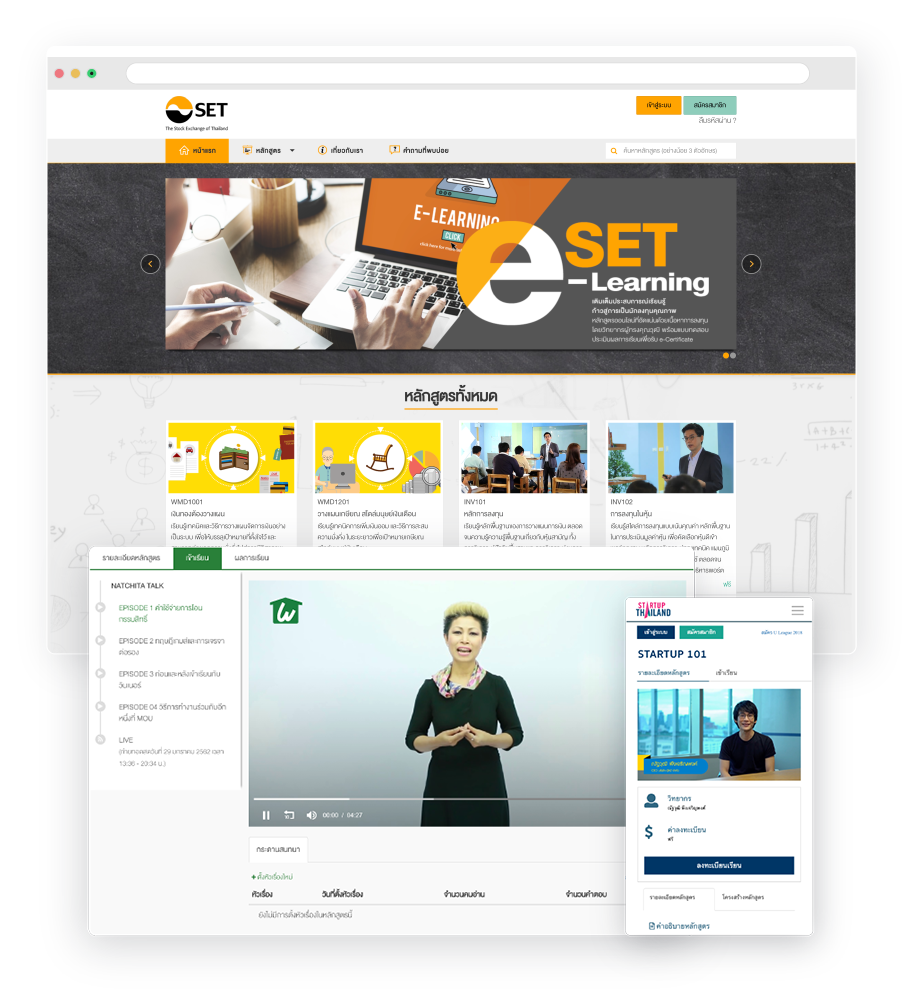 SET
The Stock Exchange of Thailand
เข้าสู่ระบบ
สมัครสมาชิก
ลืมรหัสผ่าน ?
หน้าแรก
หลักสูตร
เกี่ยวกับเรา
คำถามที่พบบ่อย
ค้นหาหลักสูตร (อย่างน้อย 3 ตัวอักษร)
E-LEARNING
CLICK
e
SET
-Learning
เติมเต็มประสบการณ์เรียนรู้
ก้าวสู่การเป็นนักลงทุนคุณภาพ
หลักสูตรออนไลน์ที่อัดแน่นด้วยเนื้อหาการลงทุน
โดยวิทยากรผู้ทรงคุณวุฒิ พร้อมแบบทดสอบ
ประเมินผลการเรียนเพื่อรับ e-Certificate
หลักสูตรทั้งหมด
WMD1001
เงินทองต้องวางแผน
เรียนรู้เทคนิคและวิธีการวางแผนจัดการเงินอย่าง
เป็นระบบ เพื่อให้บรรลุเป้าหมายที่ตั้งไว้ และ
WMD1201
วางแผนเกษียณ สไตล์มนุษย์เงินเดือน
เรียนรู้เทคนิคการเพิ่มเงินออม และวิธีการสะสม
ความมั่งคั่ง ในระยะยาวเพื่อเป้าหมายเกษียณ
INV101
หลักการลงทุน
เรียนรู้หลักพื้นฐานของการวางแผนการเงิน ตลอด
จนความรู้ความรู้พื้นฐานเกี่ยวกับหุ้นสามัญ ทั้ง
INV102
การลงทุนในหุ้น
เรียนรู้สไตล์การลงทุนแบบเน้นคุณค่า หลักพื้นฐาน
ในการประเมินมูลค่าหุ้น เพื่อคัดเลือกหุ้นดีเข้า
ฟรี
รายละเอียดหลักสูตร
เข้าเรียน
ผลการเรียน
NATCHITA TALK
EPISODE 1 ค่าใช้จ่ายการโอน
กรรมสิทธิ์
EPISODE 2 ทฤษฎีเกมส์และการเจรจา
ต่อรอง
EPISODE 3 ก่อนและหลังเข้าเรียนกับ
วินเนอร์
EPISODE 04 วิธีการทำงานร่วมกับอีก
หนึ่งที่ MOU
LIVE
(ถ่ายทอดสดวันที่ 29 มกราคม 2562 เวลา
13:36 - 20:34 น.)
00:00 / 04:27
กระดานสนทนา
+ ตั้งหัวเรื่องใหม่
หัวเรื่อง
วันที่ตั้งหัวเรื่อง
จำนวนคนอ่าน
จำนวนคำตอบ
ยังไม่มีการตั้งหัวเรื่องในหลักสูตรนี้
STARTUP
THAILAND
เข้าสู่ระบบ
สมัครสมาชิก
สมัคร U League 2019
STARTUP 101
รายละเอียดหลักสูตร
เข้าเรียน
วิทยากร
ค่าลงทะเบียน
ฟรี
ลงทะเบียนเรียน
รายละเอียดหลักสูตร
โครงสร้างหลักสูตร
คำอธิบายหลักสูตร